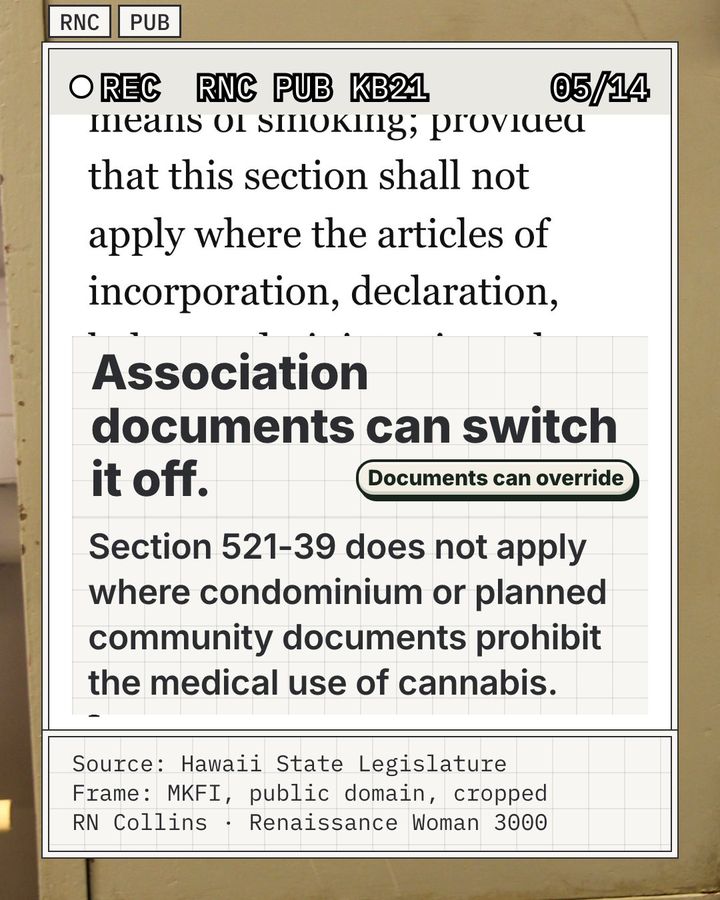 RNC PUB
REC RNC PUB KB21 05/14
means of smoking; provided
that this section shall not
apply where the articles of
incorporation, declaration,
Association
documents can switch
it off.
Documents can override
Section 521-39 does not apply
where condominium or planned
community documents prohibit
the medical use of cannabis.
Source: Hawaii State Legislature
Frame: MKFI, public domain, cropped
RN Collins · Renaissance Woman 3000